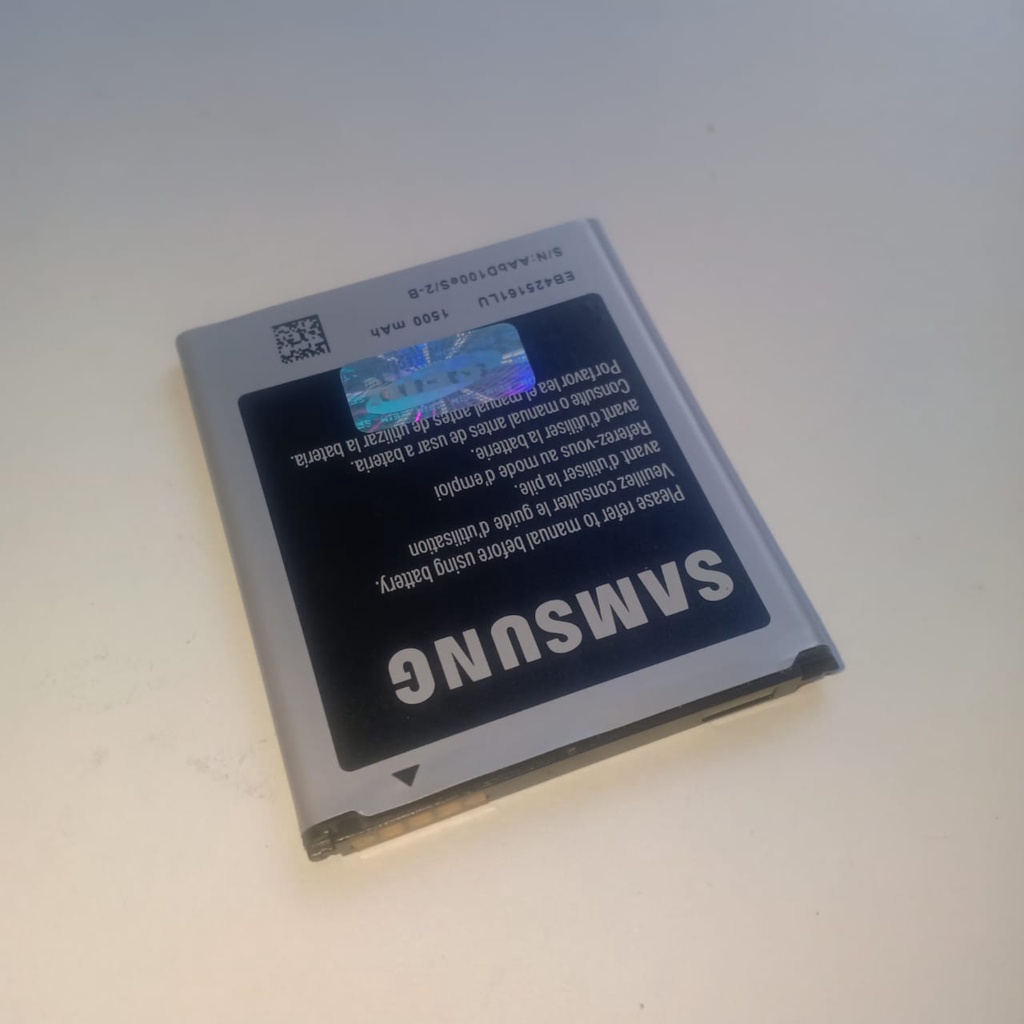 SAMSUNG
Please refer to manual before using battery.
Veuillez consulter le guide d'utilisation
avant d'utiliser la pile.
Referez-vous au mode d'emploi
avant d'utiliser la batterie.
Consulte o manual antes de usar a bateria.
Por favor lea el manual antes de utilizar la bateria.
EB425161LU 1500 mAh
S/N:AAbD100eS/2-B